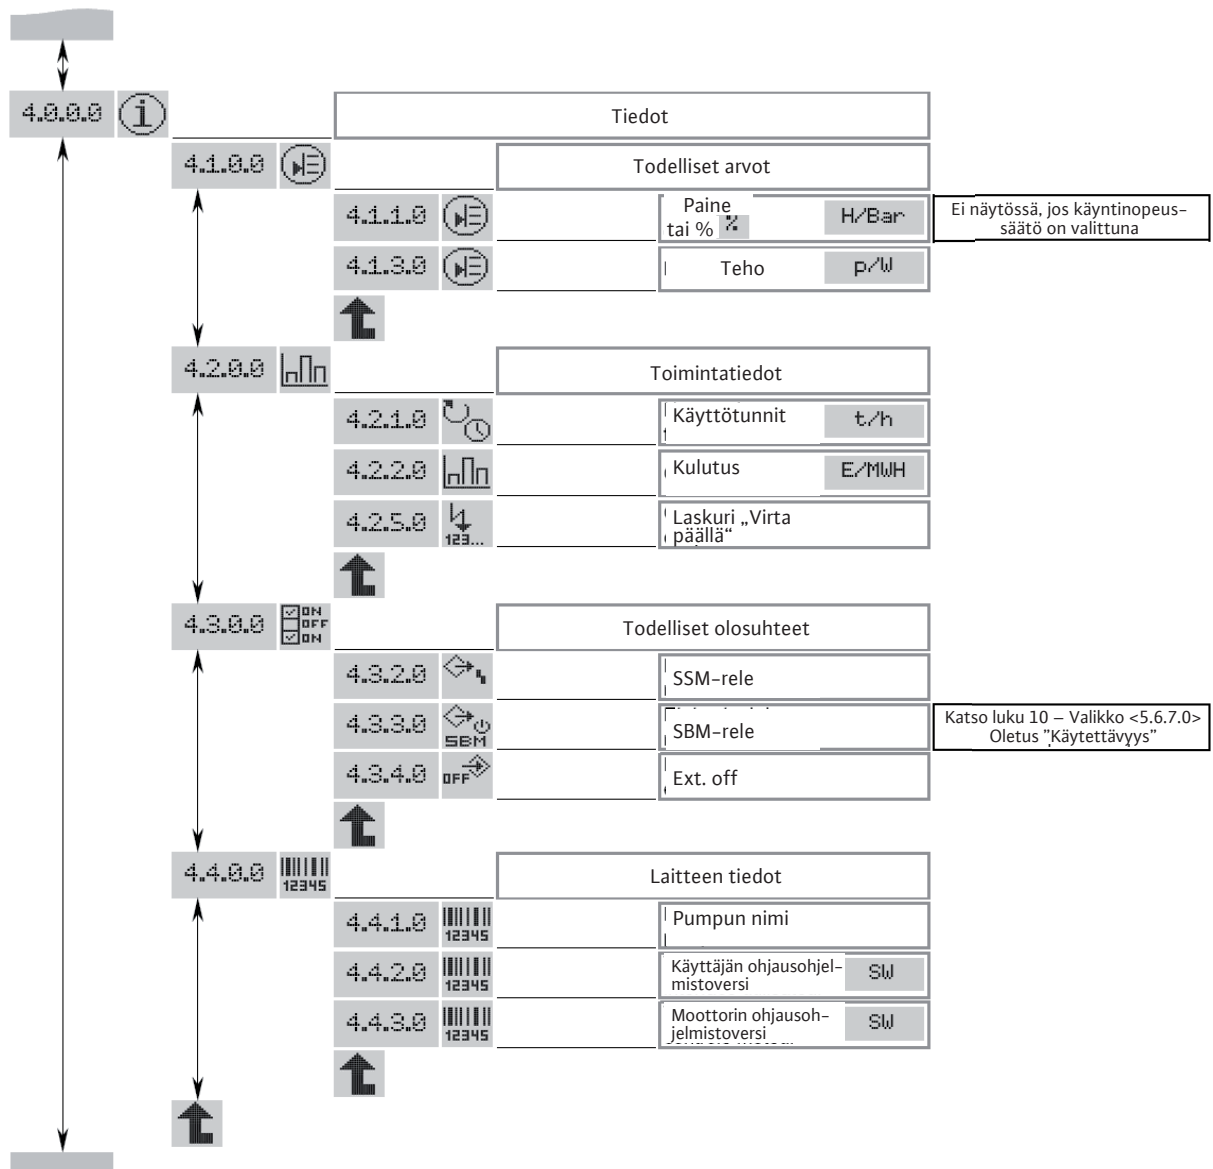 4.0.0.0 i Tiedot
4.1.0.0 Todelliset arvot
4.1.1.0 Paine
tai % % H/Bar
Ei näytössä, jos käyntinopeus-
säätö on valittuna
4.1.3.0 Teho p/W
4.2.0.0 Toimintatiedot
4.2.1.0 Käyttötunnit t/h
4.2.2.0 Kulutus E/MWH
4.2.5.0 123... Laskuri „Virta
päällä“
4.3.0.0 Todelliset olosuhteet
ON
OFF
ON
4.3.2.0 SSM-rele
4.3.3.0 SBM SBM-rele
Katso luku 10 – Valikko <5.6.7.0>
Oletus ”Käytettävyys”
4.3.4.0 OFF Ext. off
4.4.0.0 12345 Laitteen tiedot
4.4.1.0 12345 Pumpun nimi
4.4.2.0 12345 Käyttäjän ohjausohjel-
mistoversi SW
4.4.3.0 12345 Moottorin ohjausoh-
jelmistoversi SW